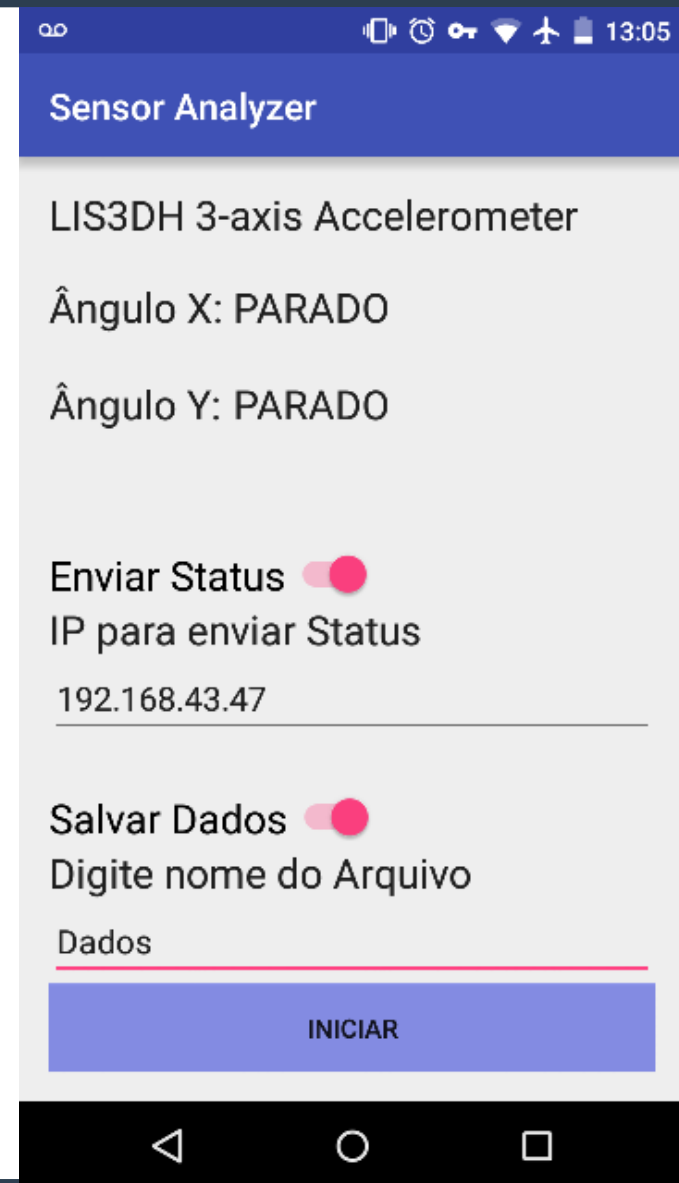 13:05
Sensor Analyzer
LIS3DH 3-axis Accelerometer
Ângulo X: PARADO
Ângulo Y: PARADO
Enviar Status
IP para enviar Status
192.168.43.47
Salvar Dados
Digite nome do Arquivo
Dados
INICIAR